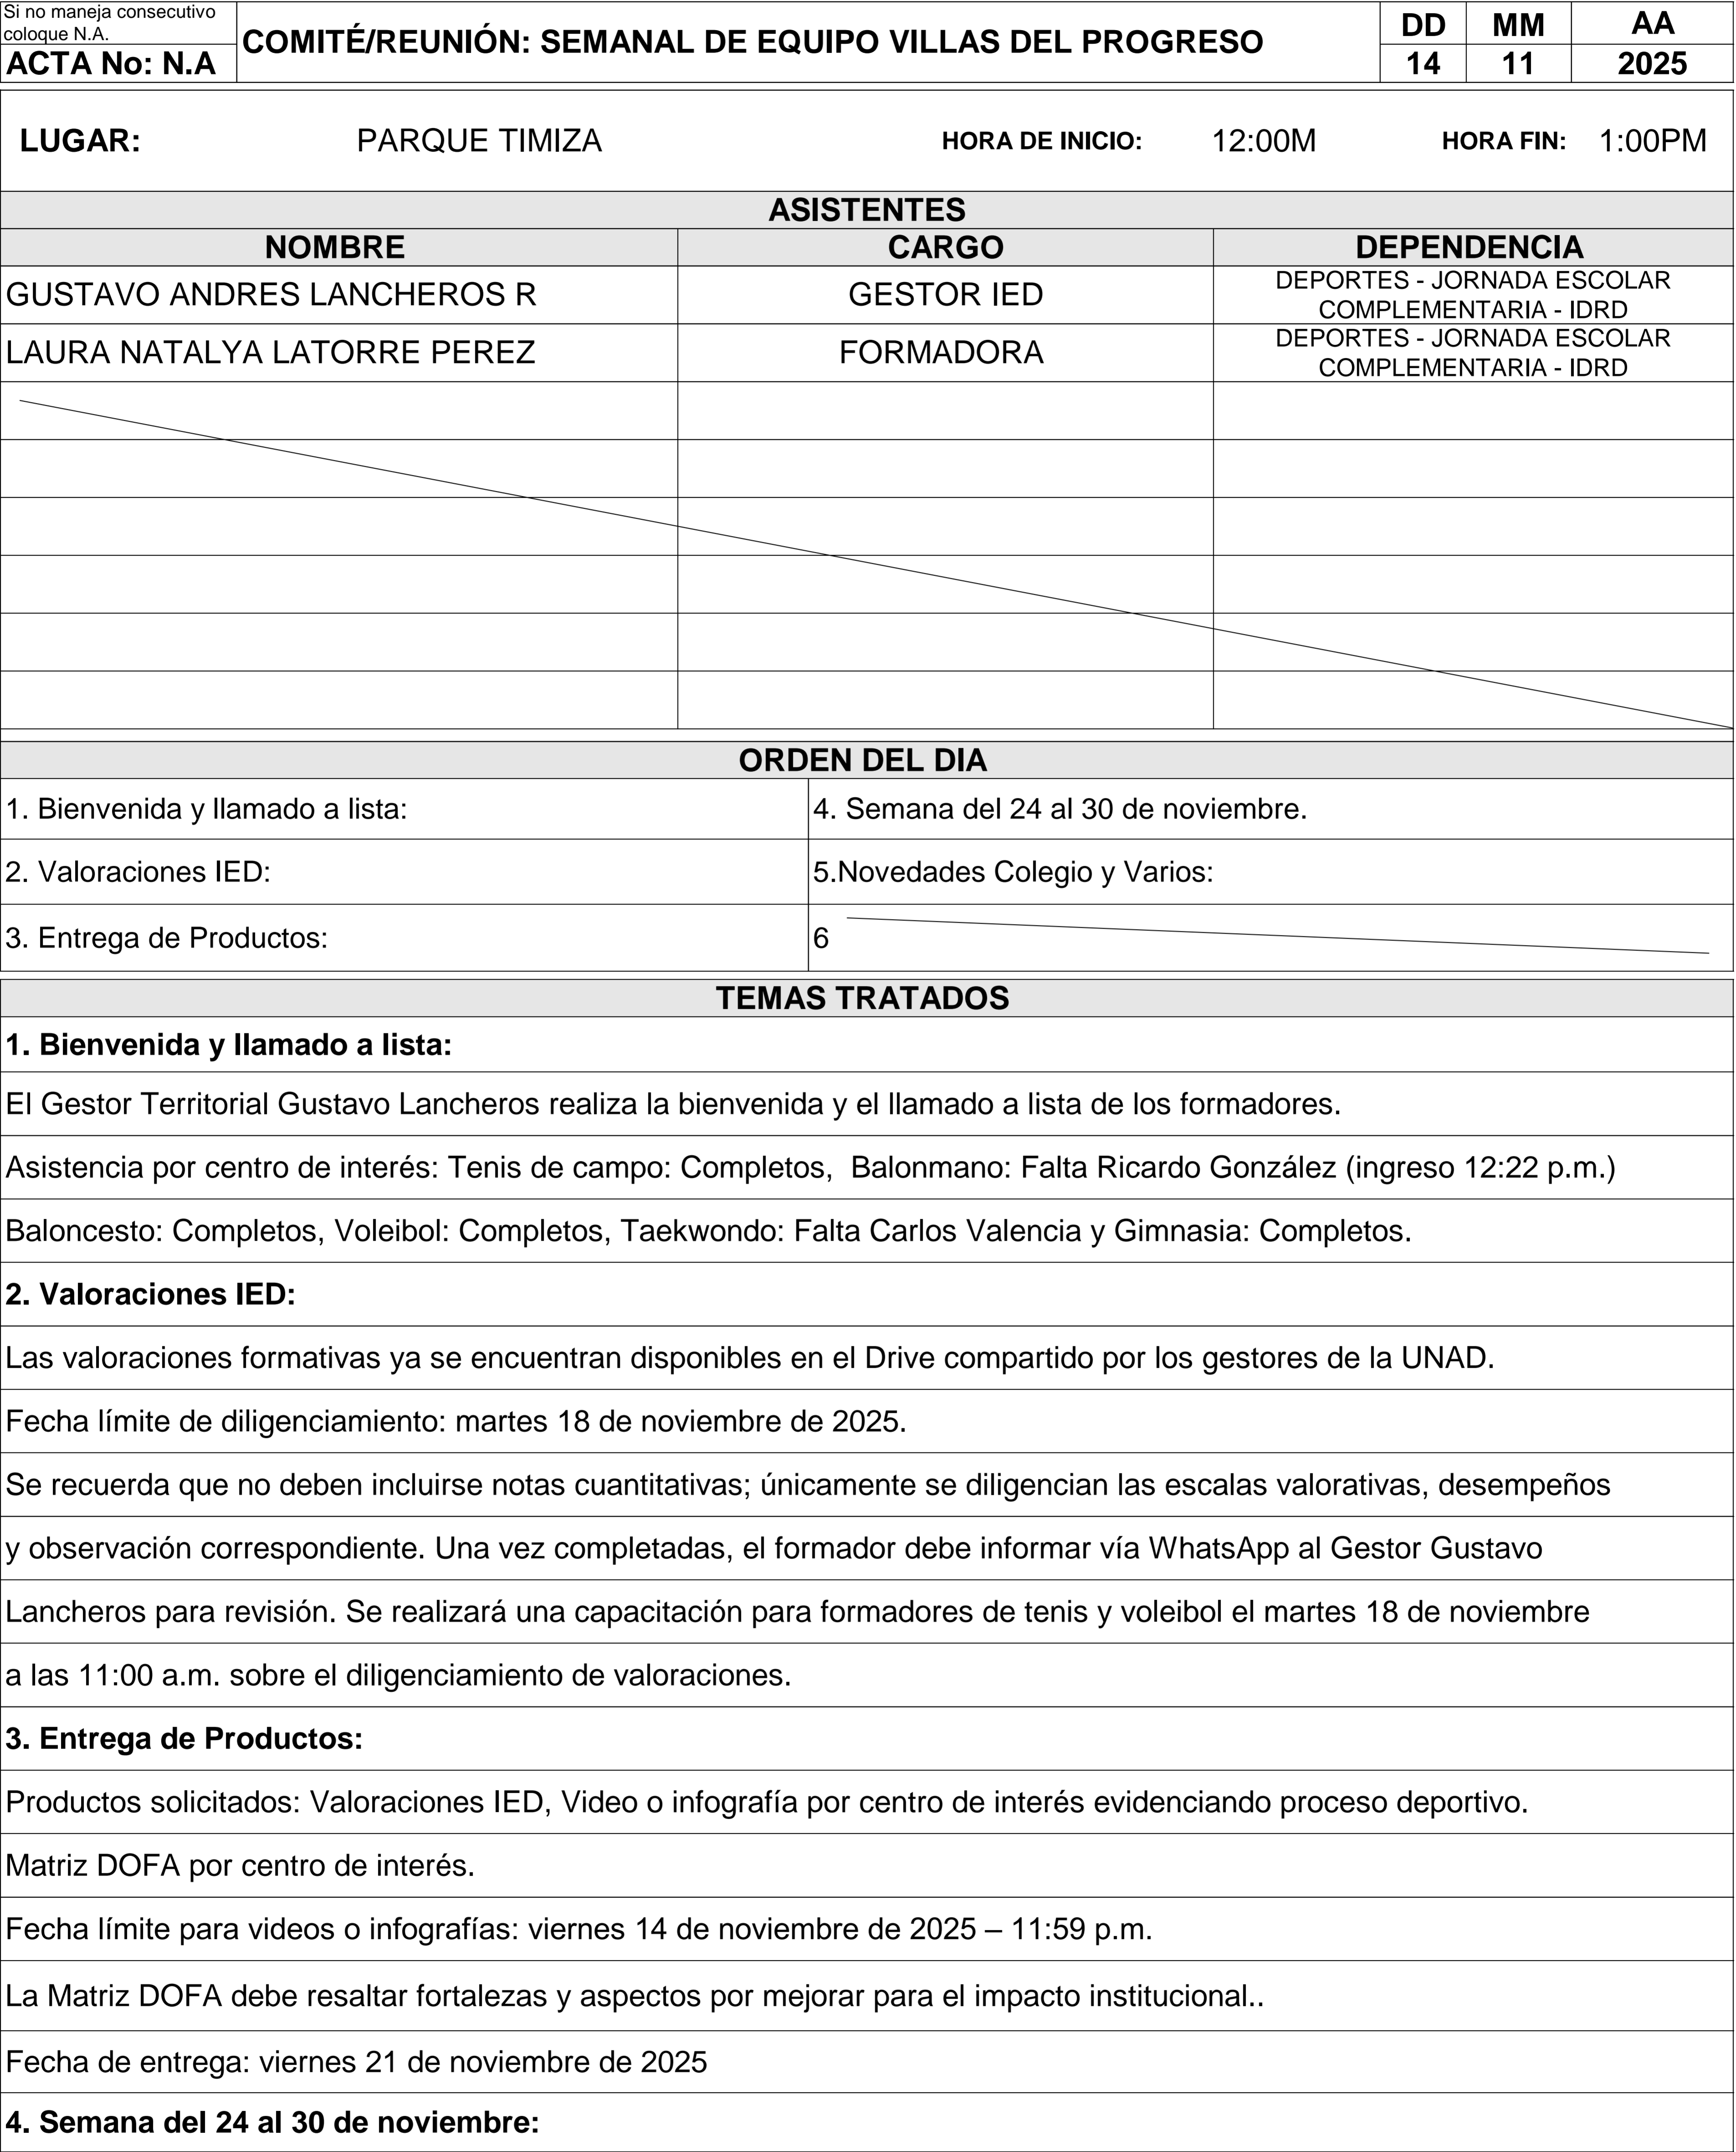 Si no maneja consecutivo
coloque N.A.
ACTA No: N.A
COMITÉ/REUNIÓN: SEMANAL DE EQUIPO VILLAS DEL PROGRESO
DD MM AA
14 11 2025
LUGAR: PARQUE TIMIZA HORA DE INICIO: 12:00M HORA FIN: 1:00PM
ASISTENTES
NOMBRE CARGO DEPENDENCIA
GUSTAVO ANDRES LANCHEROS R GESTOR IED DEPORTES - JORNADA ESCOLAR
COMPLEMENTARIA - IDRD
LAURA NATALYA LATORRE PEREZ FORMADORA DEPORTES - JORNADA ESCOLAR
COMPLEMENTARIA - IDRD
ORDEN DEL DIA
1. Bienvenida y llamado a lista: 4. Semana del 24 al 30 de noviembre.
2. Valoraciones IED: 5.Novedades Colegio y Varios:
3. Entrega de Productos: 6
TEMAS TRATADOS
1. Bienvenida y llamado a lista:
El Gestor Territorial Gustavo Lancheros realiza la bienvenida y el llamado a lista de los formadores.
Asistencia por centro de interés: Tenis de campo: Completos,  Balonmano: Falta Ricardo González (ingreso 12:22 p.m.)
Baloncesto: Completos, Voleibol: Completos, Taekwondo: Falta Carlos Valencia y Gimnasia: Completos.
2. Valoraciones IED:
Las valoraciones formativas ya se encuentran disponibles en el Drive compartido por los gestores de la UNAD.
Fecha límite de diligenciamiento: martes 18 de noviembre de 2025.
Se recuerda que no deben incluirse notas cuantitativas; únicamente se diligencian las escalas valorativas, desempeños
y observación correspondiente. Una vez completadas, el formador debe informar vía WhatsApp al Gestor Gustavo
Lancheros para revisión. Se realizará una capacitación para formadores de tenis y voleibol el martes 18 de noviembre
a las 11:00 a.m. sobre el diligenciamiento de valoraciones.
3. Entrega de Productos:
Productos solicitados: Valoraciones IED, Video o infografía por centro de interés evidenciando proceso deportivo.
Matriz DOFA por centro de interés.
Fecha límite para videos o infografías: viernes 14 de noviembre de 2025 – 11:59 p.m.
La Matriz DOFA debe resaltar fortalezas y aspectos por mejorar para el impacto institucional..
Fecha de entrega: viernes 21 de noviembre de 2025
4. Semana del 24 al 30 de noviembre: